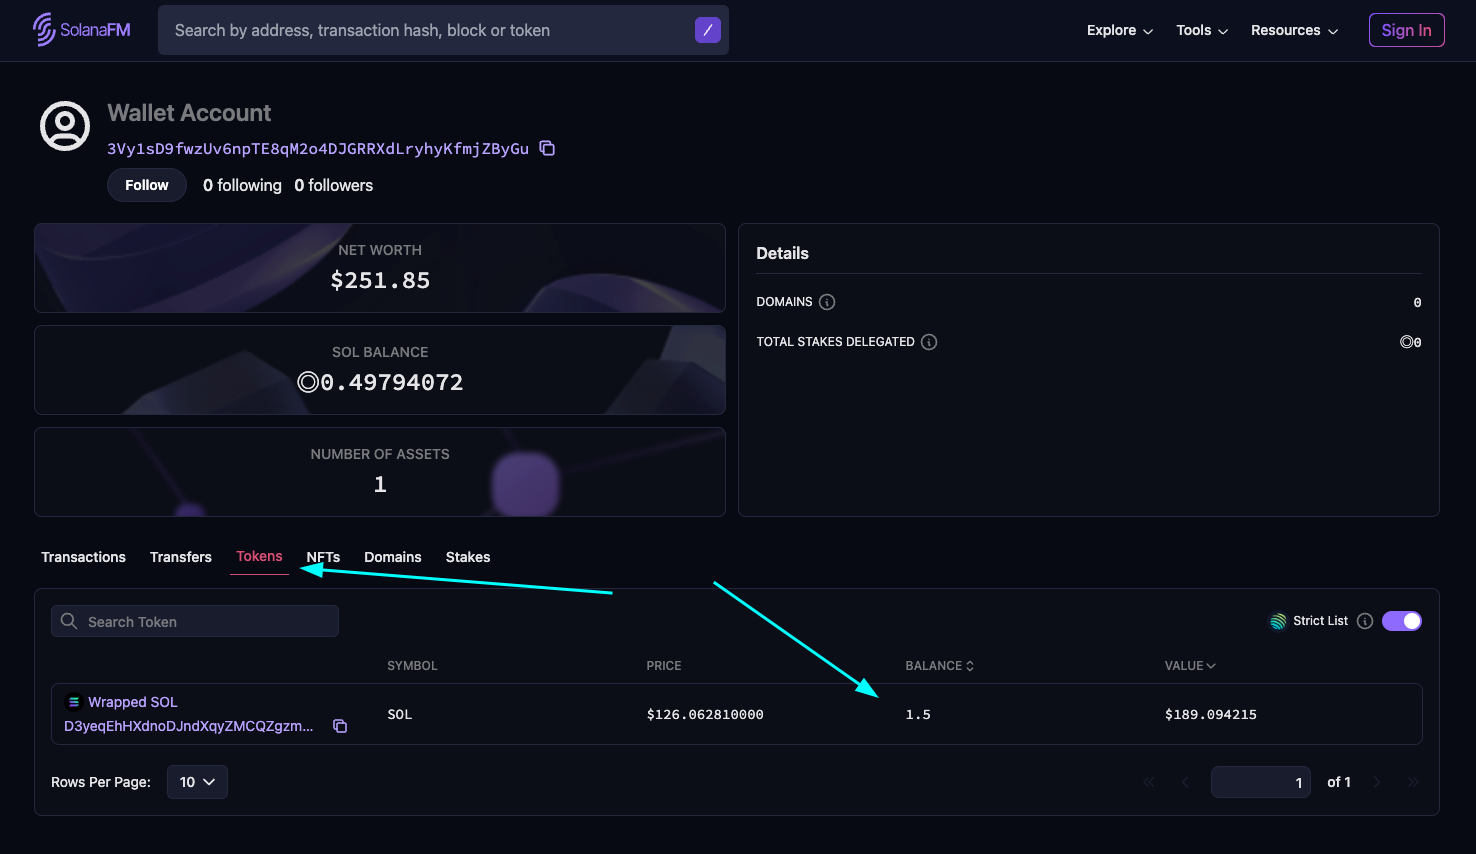 SolanaFM
Search by address, transaction hash, block or token
/
Explore
Tools
Resources
Sign In
Wallet Account
3Vy1sD9fwzUv6npTE8qM2o4DJGRRXdLryhyKfmjZByGu
Follow
0 following
0 followers
NET WORTH
$251.85
SOL BALANCE
0.49794072
NUMBER OF ASSETS
1
Details
DOMAINS
0
TOTAL STAKES DELEGATED
0
Transactions
Transfers
Tokens
NFTs
Domains
Stakes
Search Token
Strict List
SYMBOL
PRICE
BALANCE
VALUE
Wrapped SOL
D3yeqEhHXdnoDJndXqyZMCQZgzm...
SOL
$126.062810000
1.5
$189.094215
Rows Per Page:
10
1
of 1